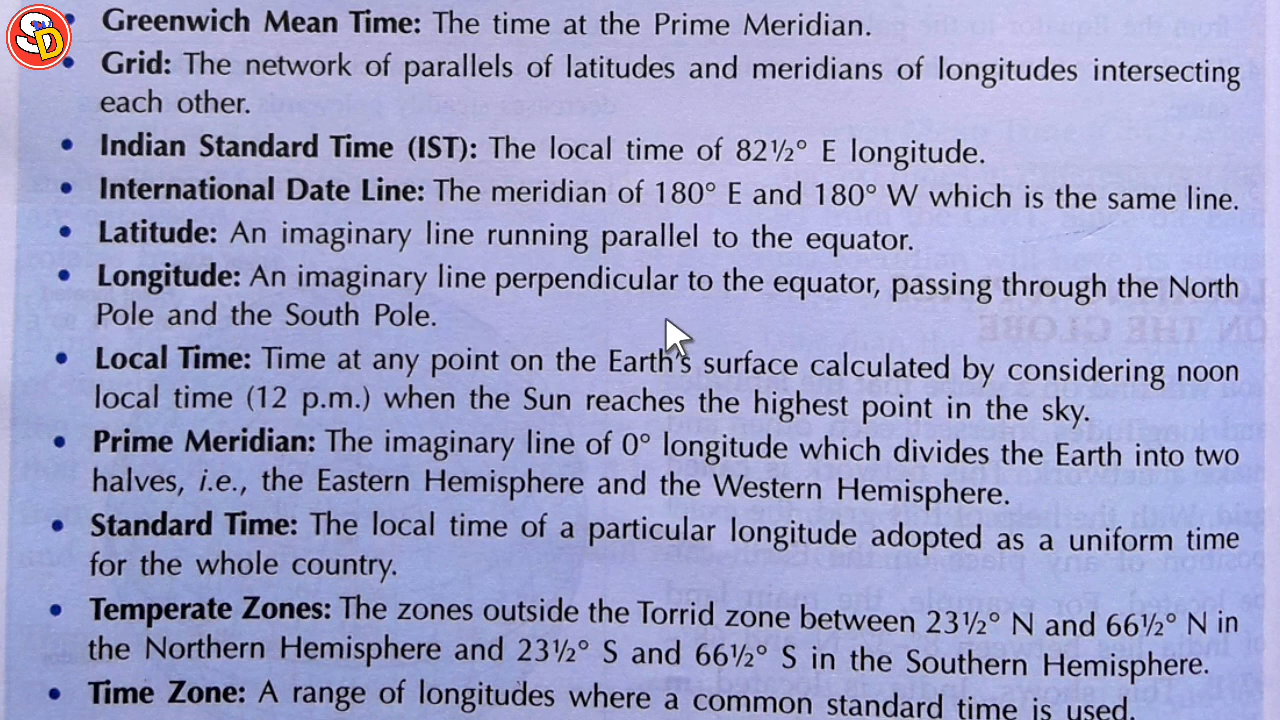 SD
Greenwich Mean Time: The time at the Prime Meridian.
• Grid: The network of parallels of latitudes and meridians of longitudes intersecting
each other.
• Indian Standard Time (IST): The local time of 82½° E longitude.
• International Date Line: The meridian of 180° E and 180° W which is the same line.
• Latitude: An imaginary line running parallel to the equator.
• Longitude: An imaginary line perpendicular to the equator, passing through the North
Pole and the South Pole.
• Local Time: Time at any point on the Earth's surface calculated by considering noon
local time (12 p.m.) when the Sun reaches the highest point in the sky.
• Prime Meridian: The imaginary line of 0° longitude which divides the Earth into two
halves, i.e., the Eastern Hemisphere and the Western Hemisphere.
• Standard Time: The local time of a particular longitude adopted as a uniform time
for the whole country.
• Temperate Zones: The zones outside the Torrid zone between 23½° N and 66½° N in
the Northern Hemisphere and 23½° S and 66½° S in the Southern Hemisphere.
• Time Zone: A range of longitudes where a common standard time is used.